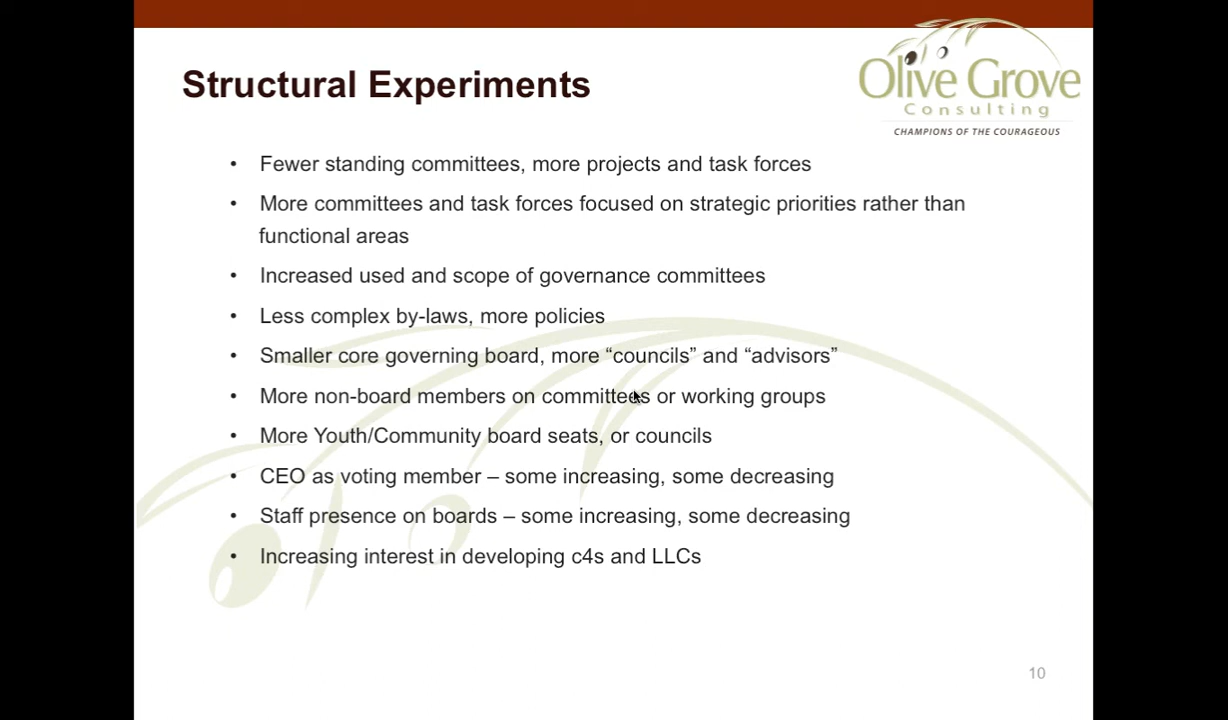 Olive Grove
Consulting
CHAMPIONS OF THE COURAGEOUS
Structural Experiments
• Fewer standing committees, more projects and task forces
• More committees and task forces focused on strategic priorities rather than
functional areas
• Increased used and scope of governance committees
• Less complex by-laws, more policies
• Smaller core governing board, more “councils” and “advisors”
• More non-board members on committees or working groups
• More Youth/Community board seats, or councils
• CEO as voting member – some increasing, some decreasing
• Staff presence on boards – some increasing, some decreasing
• Increasing interest in developing c4s and LLCs
10